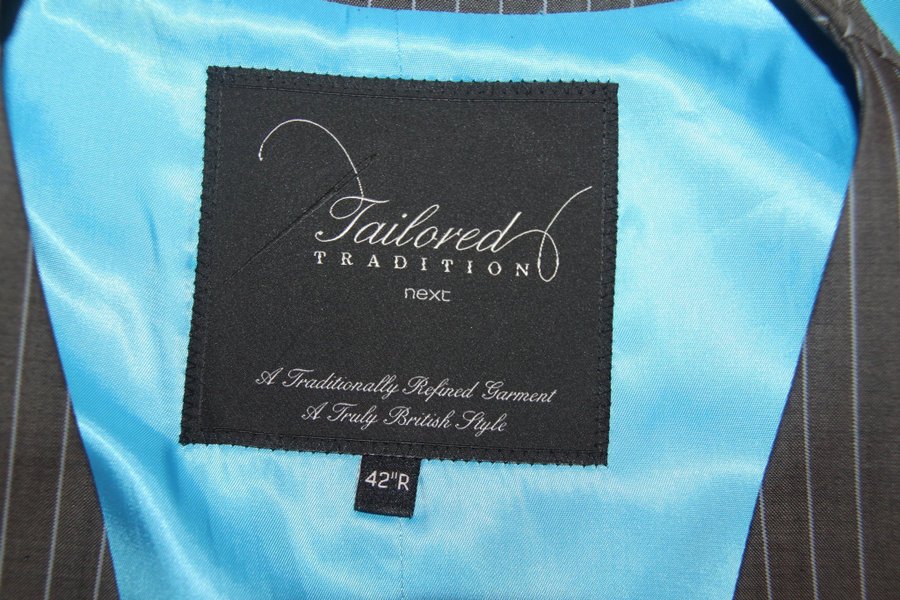 Tailored
TRADITION
next
A Traditionally Refined Garment
A Truly British Style
42"R